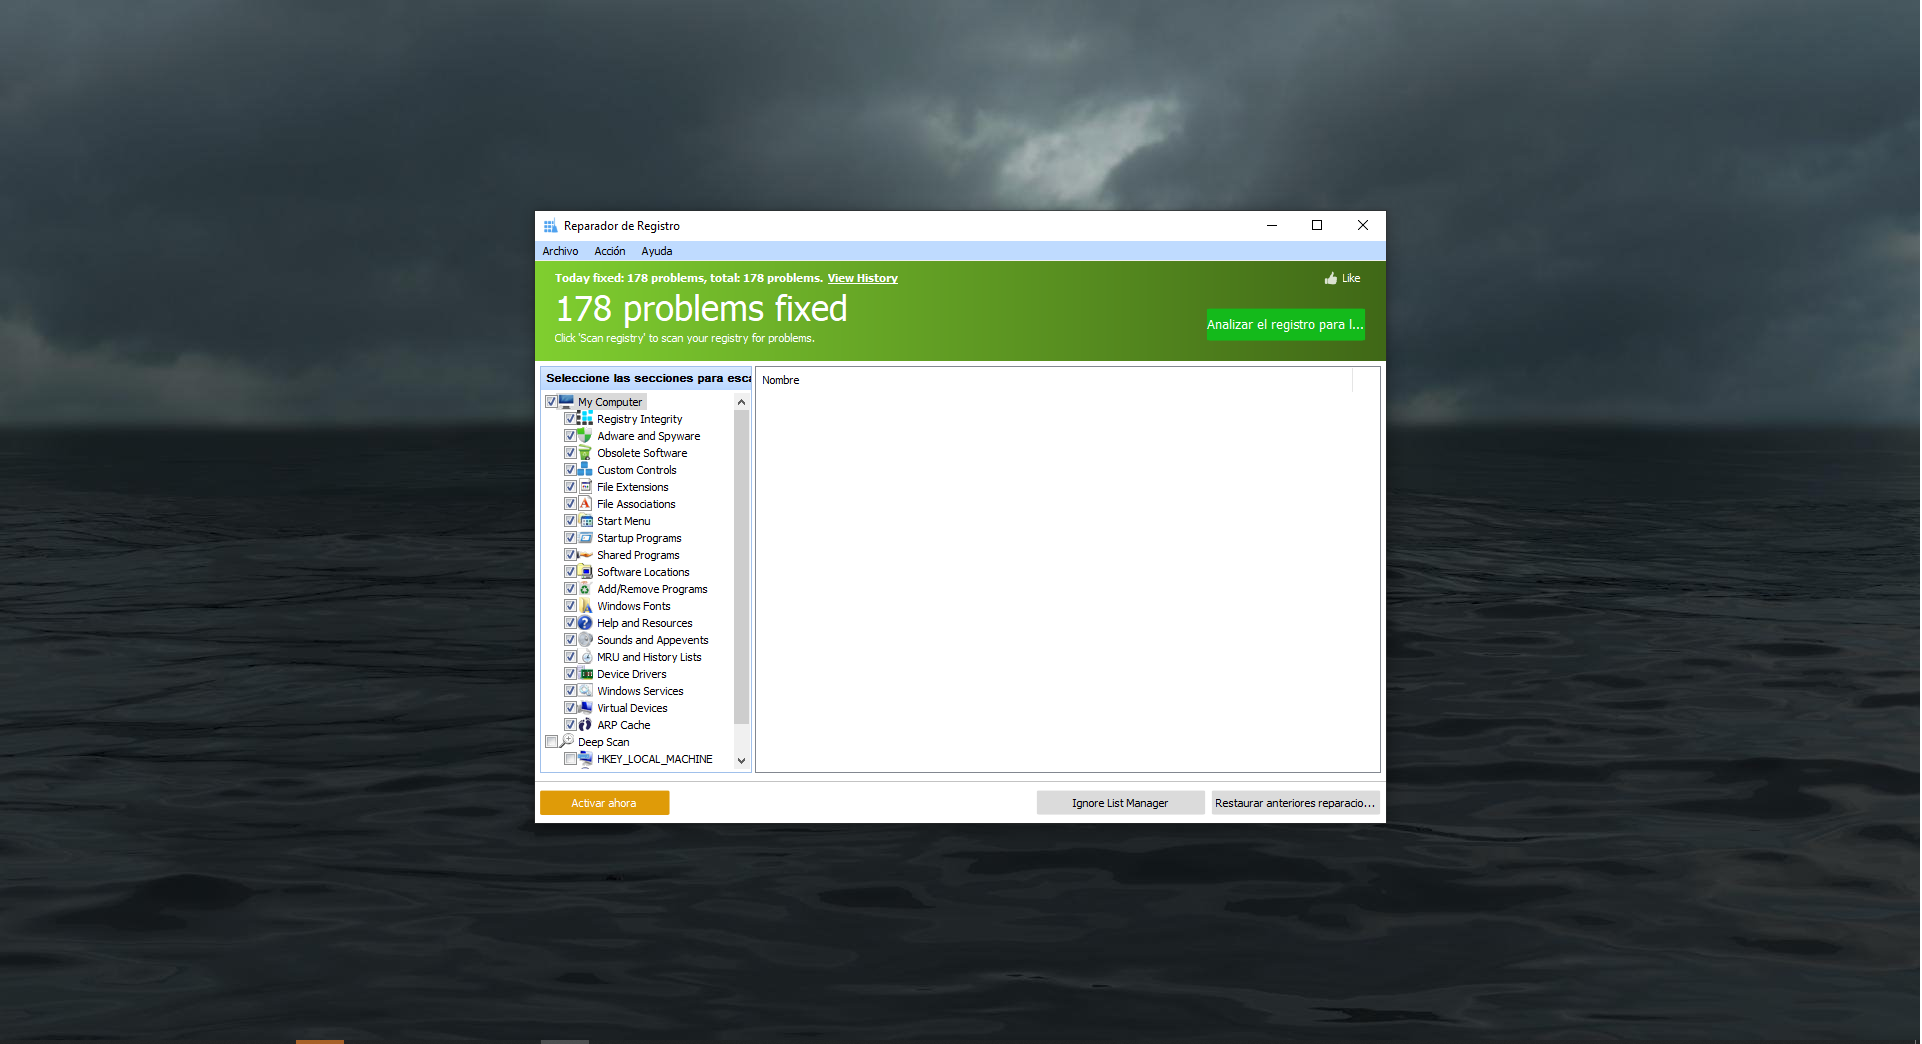 Reparador de Registro
Archivo Acción Ayuda
Today fixed: 178 problems, total: 178 problems. View History
Like
178 problems fixed
Analizar el registro para l...
Click 'Scan registry' to scan your registry for problems.
Seleccione las secciones para esca
Nombre
My Computer
Registry Integrity
Adware and Spyware
Obsolete Software
Custom Controls
File Extensions
File Associations
Start Menu
Startup Programs
Shared Programs
Software Locations
Add/Remove Programs
Windows Fonts
Help and Resources
Sounds and Appevents
MRU and History Lists
Device Drivers
Windows Services
Virtual Devices
ARP Cache
Deep Scan
HKEY_LOCAL_MACHINE
Activar ahora
Ignore List Manager
Restaurar anteriores reparacio...